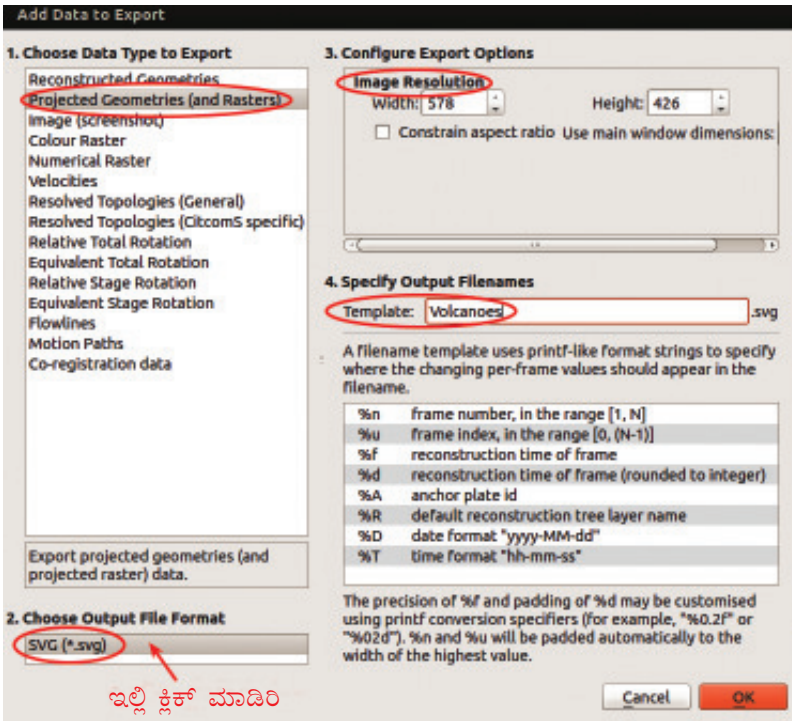 Add Data to Export
1. Choose Data Type to Export
Reconstructed Geometries
Projected Geometries (and Rasters)
Image (screenshot)
Colour Raster
Numerical Raster
Velocities
Resolved Topologies (General)
Resolved Topologies (CitcomS specific)
Relative Total Rotation
Equivalent Total Rotation
Relative Stage Rotation
Equivalent Stage Rotation
Flowlines
Motion Paths
Co-registration data
Export projected geometries (and
projected raster) data.
2. Choose Output File Format
SVG (*.svg)
ಇಲ್ಲಿ ಕ್ಲಿಕ್ ಮಾಡಿರಿ
3. Configure Export Options
Image Resolution
Width: 578 Height: 426
Constrain aspect ratio Use main window dimensions:
4. Specify Output Filenames
Template: Volcanoes .svg
A filename template uses printf-like format strings to specify
where the changing per-frame values should appear in the
filename.
%n frame number, in the range [1, N]
%u frame index, in the range [0, (N-1)]
%f reconstruction time of frame
%d reconstruction time of frame (rounded to integer)
%A anchor plate id
%R default reconstruction tree layer name
%D date format "yyyy-MM-dd"
%T time format "hh-mm-ss"
The precision of %f and padding of %d may be customised
using printf conversion specifiers (for example, "%0.2f" or
"%02d"). %n and %u will be padded automatically to the
width of the highest value.
Cancel OK